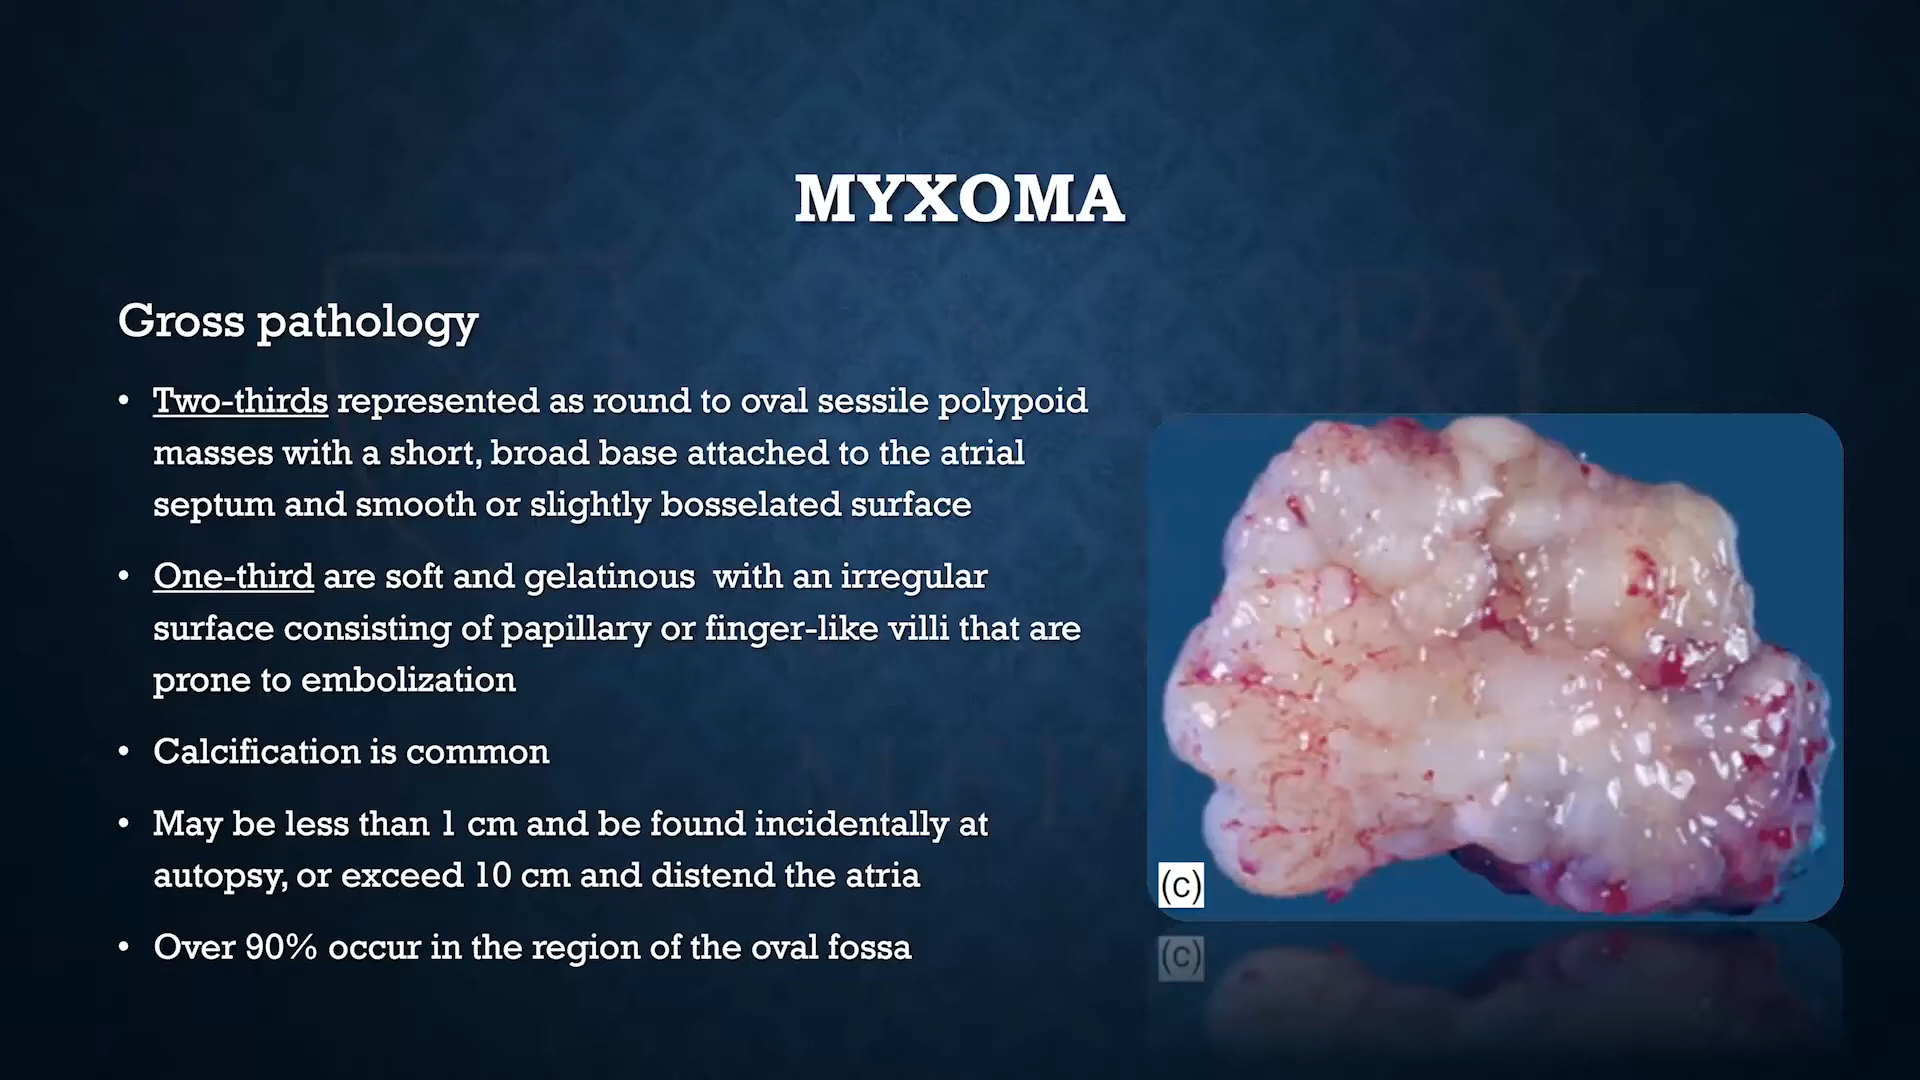 MYXOMA
Gross pathology
• Two-thirds represented as round to oval sessile polypoid
masses with a short, broad base attached to the atrial
septum and smooth or slightly bosselated surface
• One-third are soft and gelatinous with an irregular
surface consisting of papillary or finger-like villi that are
prone to embolization
• Calcification is common
• May be less than 1 cm and be found incidentally at
autopsy, or exceed 10 cm and distend the atria
• Over 90% occur in the region of the oval fossa
(c)
(c)